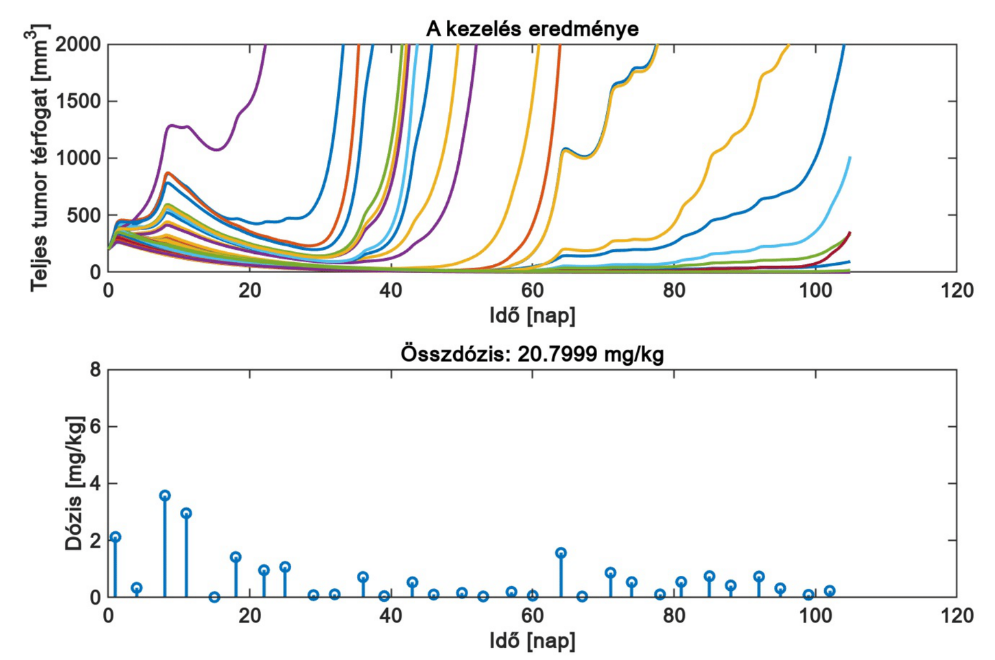 A kezelés eredménye
Teljes tumor térfogat [mm³]
2000
1500
1000
500
0
0 20 40 60 80 100 120
Idő [nap]
Összdózis: 20.7999 mg/kg
Dózis [mg/kg]
8
6
4
2
0
0 20 40 60 80 100 120
Idő [nap]